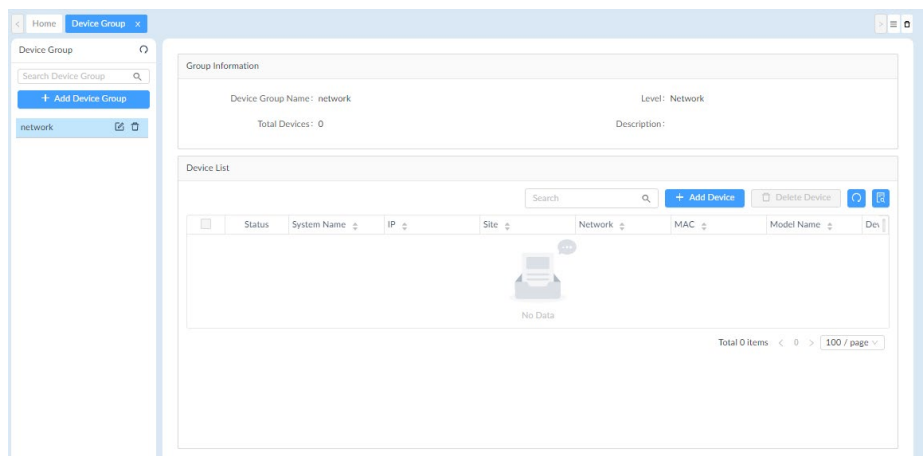 Home Device Group x
Device Group
Search Device Group
+ Add Device Group
network
Group Information
Device Group Name: network Level: Network
Total Devices: 0 Description:
Device List
Search + Add Device Delete Device
Status System Name IP Site Network MAC Model Name Dev
No Data
Total 0 items < 0 > 100 / page